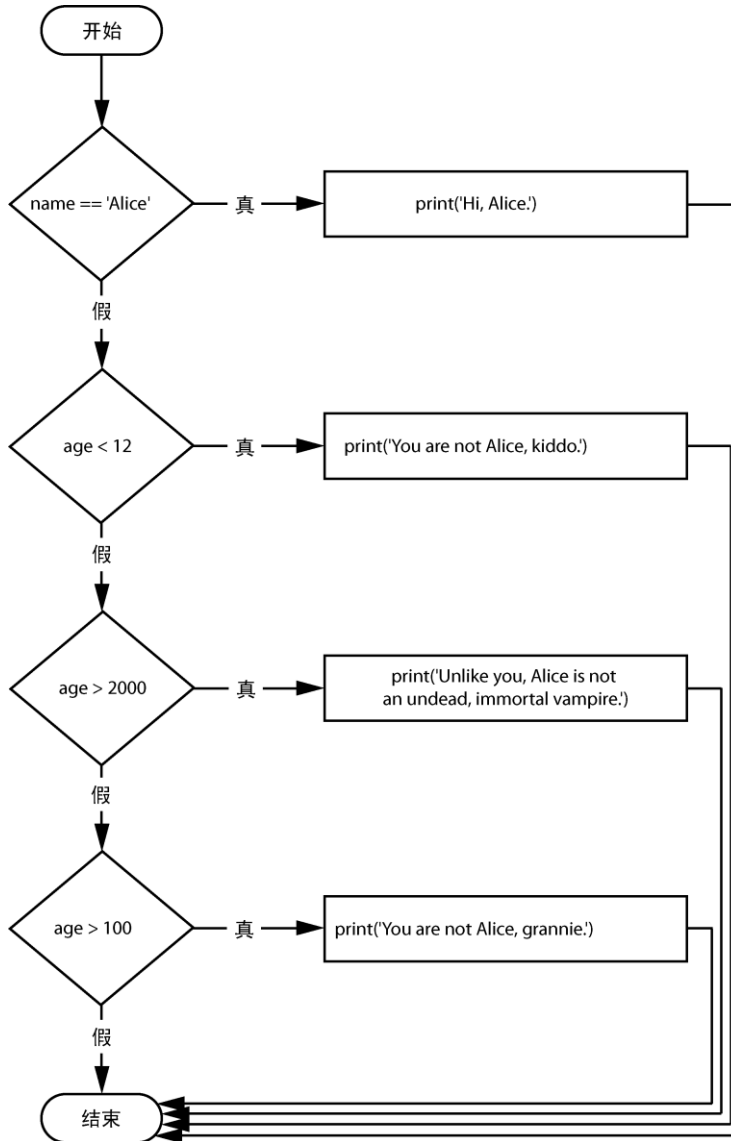 开始
name == 'Alice'
真
print('Hi, Alice.')
假
age < 12
真
print('You are not Alice, kiddo.')
假
age > 2000
真
print('Unlike you, Alice is not
an undead, immortal vampire.')
假
age > 100
真
print('You are not Alice, grannie.')
假
结束